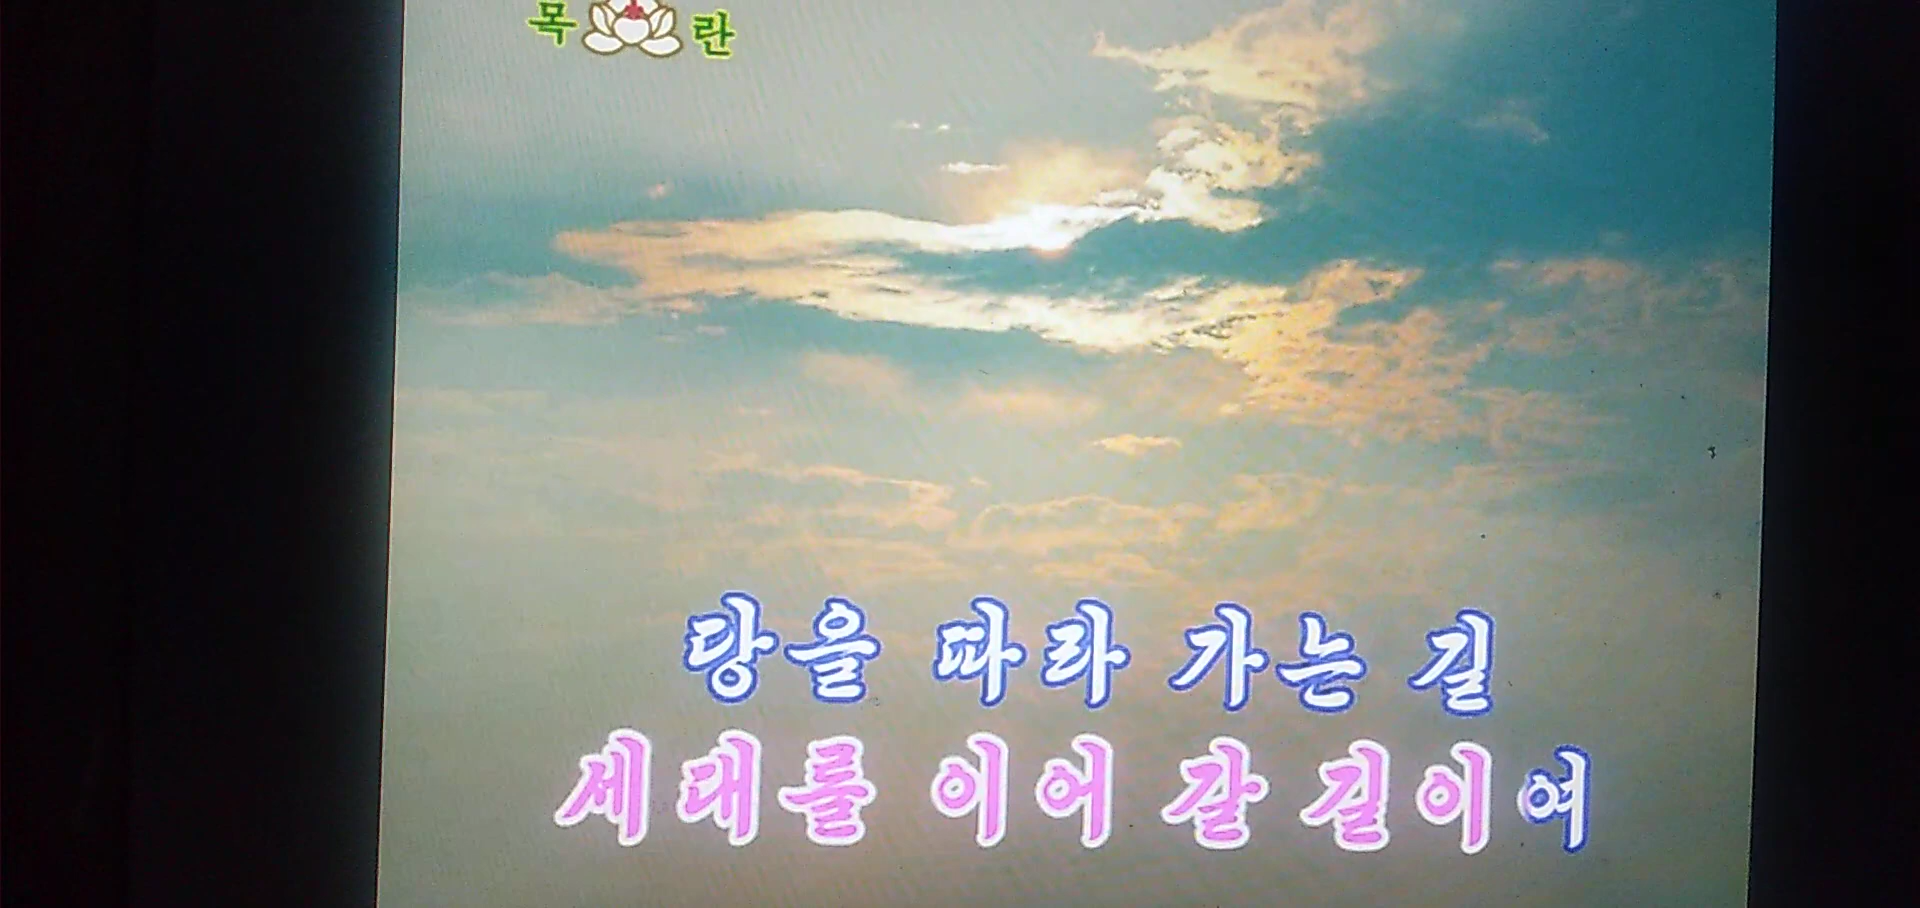 목란
당을 따라 가는 길
세대를 이어 갈 길이여